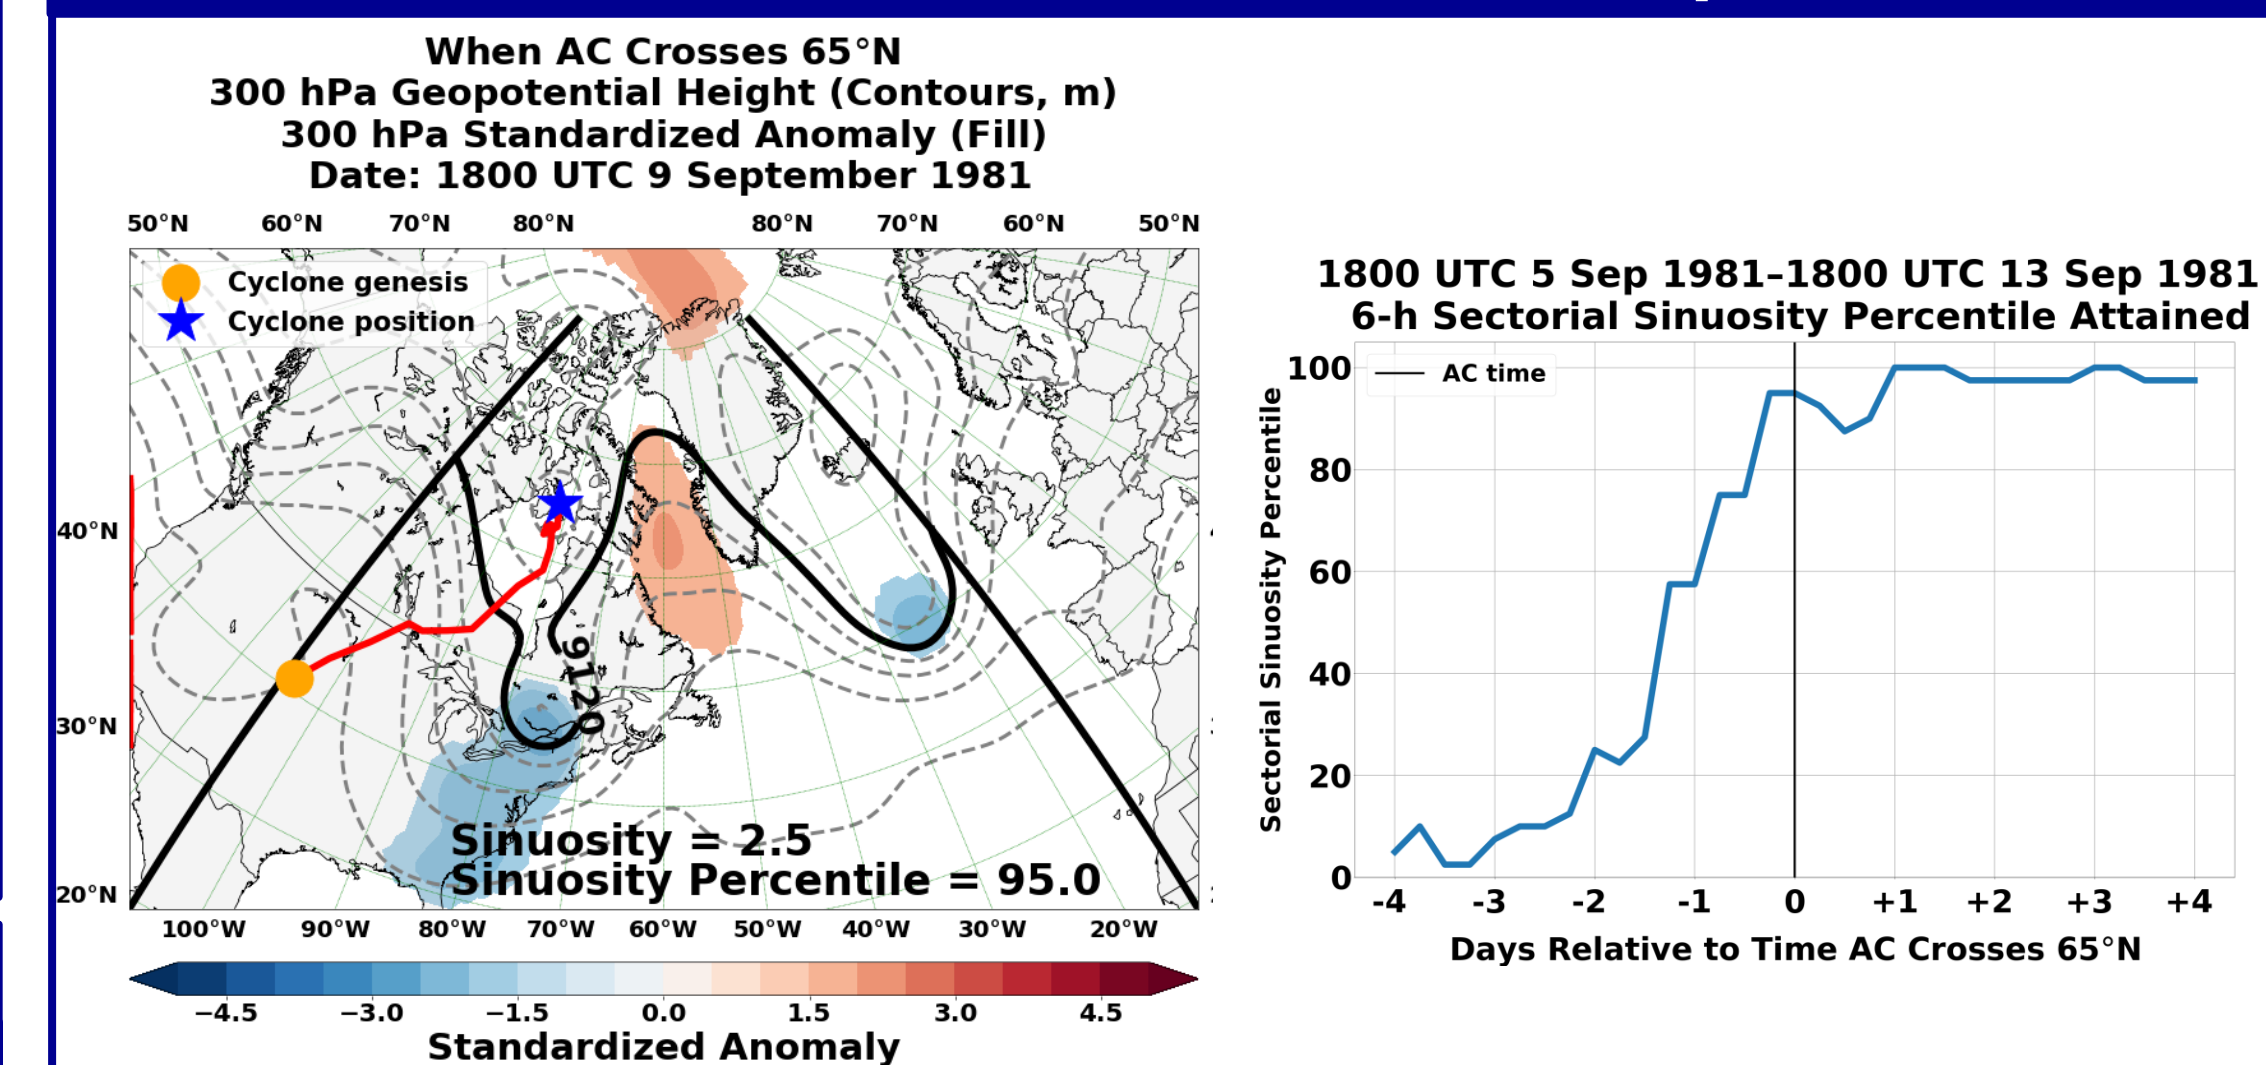 When AC Crosses 65°N
300 hPa Geopotential Height (Contours, m)
300 hPa Standardized Anomaly (Fill)
Date: 1800 UTC 9 September 1981
50°N 60°N 70°N 80°N 80°N 70°N 60°N 50°N
Cyclone genesis
Cyclone position
40°N
30°N
20°N
9120
Sinuosity = 2.5
Sinuosity Percentile = 95.0
100°W 90°W 80°W 70°W 60°W 50°W 40°W 30°W 20°W
−4.5 −3.0 −1.5 0.0 1.5 3.0 4.5
Standardized Anomaly
1800 UTC 5 Sep 1981–1800 UTC 13 Sep 1981
6-h Sectorial Sinuosity Percentile Attained
AC time
Sectorial Sinuosity Percentile
100
80
60
40
20
0
-4 -3 -2 -1 0 +1 +2 +3 +4
Days Relative to Time AC Crosses 65°N